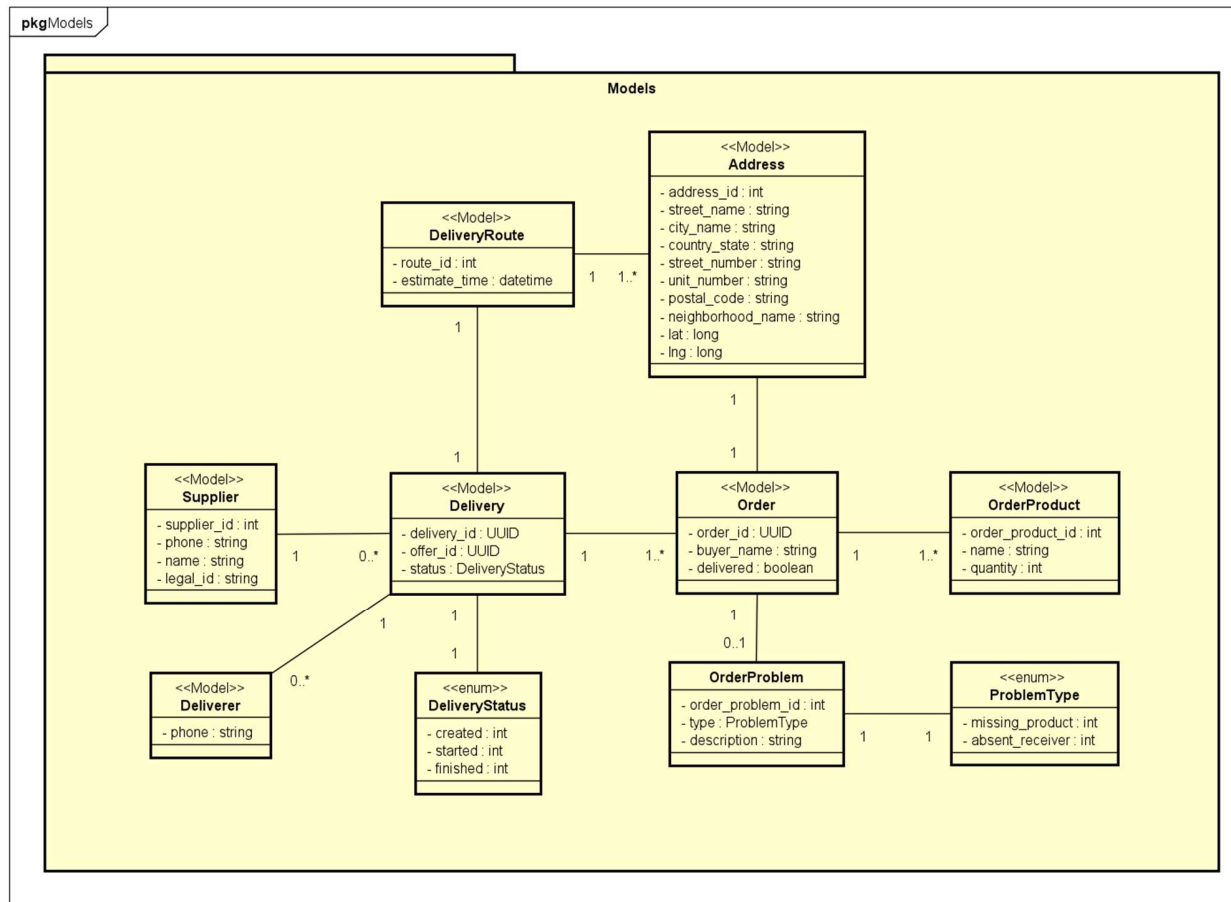 pkgModels
Models
<<Model>>
Address
- address_id : int
- street_name : string
- city_name : string
- country_state : string
- street_number : string
- unit_number : string
- postal_code : string
- neighborhood_name : string
- lat : long
- lng : long
<<Model>>
DeliveryRoute
- route_id : int
- estimate_time : datetime
1
1..*
1
1
1
1
<<Model>>
Supplier
- supplier_id : int
- phone : string
- name : string
- legal_id : string
1
0..*
<<Model>>
Delivery
- delivery_id : UUID
- offer_id : UUID
- status : DeliveryStatus
1
1..*
<<Model>>
Order
- order_id : UUID
- buyer_name : string
- delivered : boolean
1
1..*
<<Model>>
OrderProduct
- order_product_id : int
- name : string
- quantity : int
1
0..*
1
1
1
0..1
<<Model>>
Deliverer
- phone : string
<<enum>>
DeliveryStatus
- created : int
- started : int
- finished : int
OrderProblem
- order_problem_id : int
- type : ProblemType
- description : string
1
1
<<enum>>
ProblemType
- missing_product : int
- absent_receiver : int